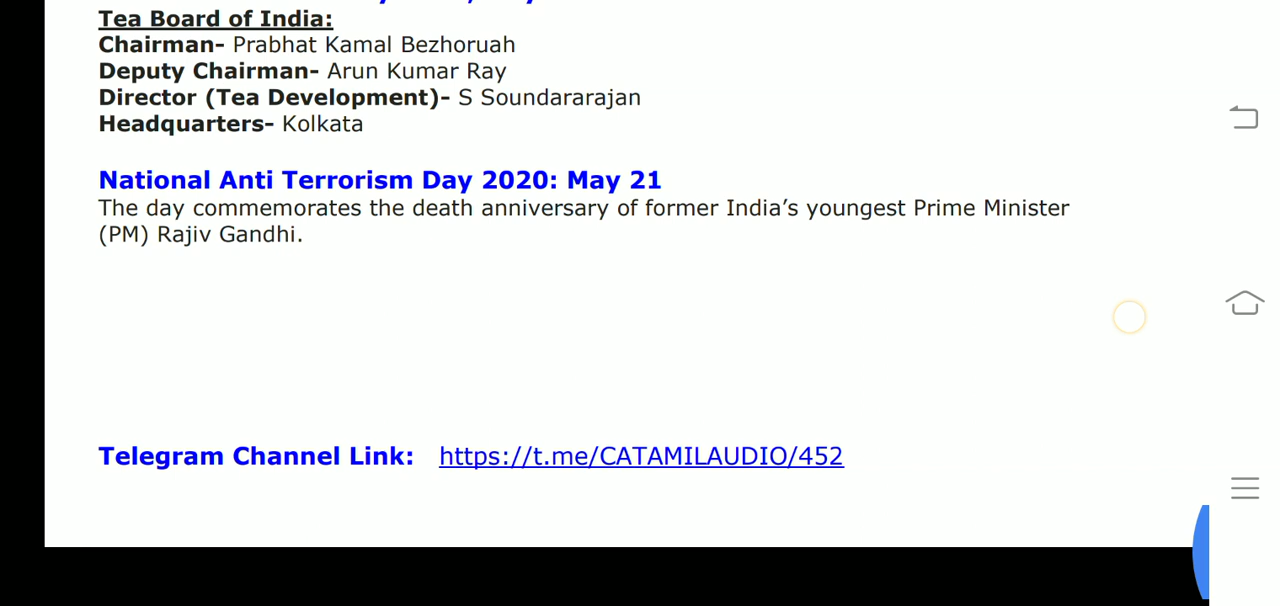 Tea Board of India:
Chairman- Prabhat Kamal Bezhoruah
Deputy Chairman- Arun Kumar Ray
Director (Tea Development)- S Soundararajan
Headquarters- Kolkata
National Anti Terrorism Day 2020: May 21
The day commemorates the death anniversary of former India’s youngest Prime Minister
(PM) Rajiv Gandhi.
Telegram Channel Link: https://t.me/CATAMILAUDIO/452